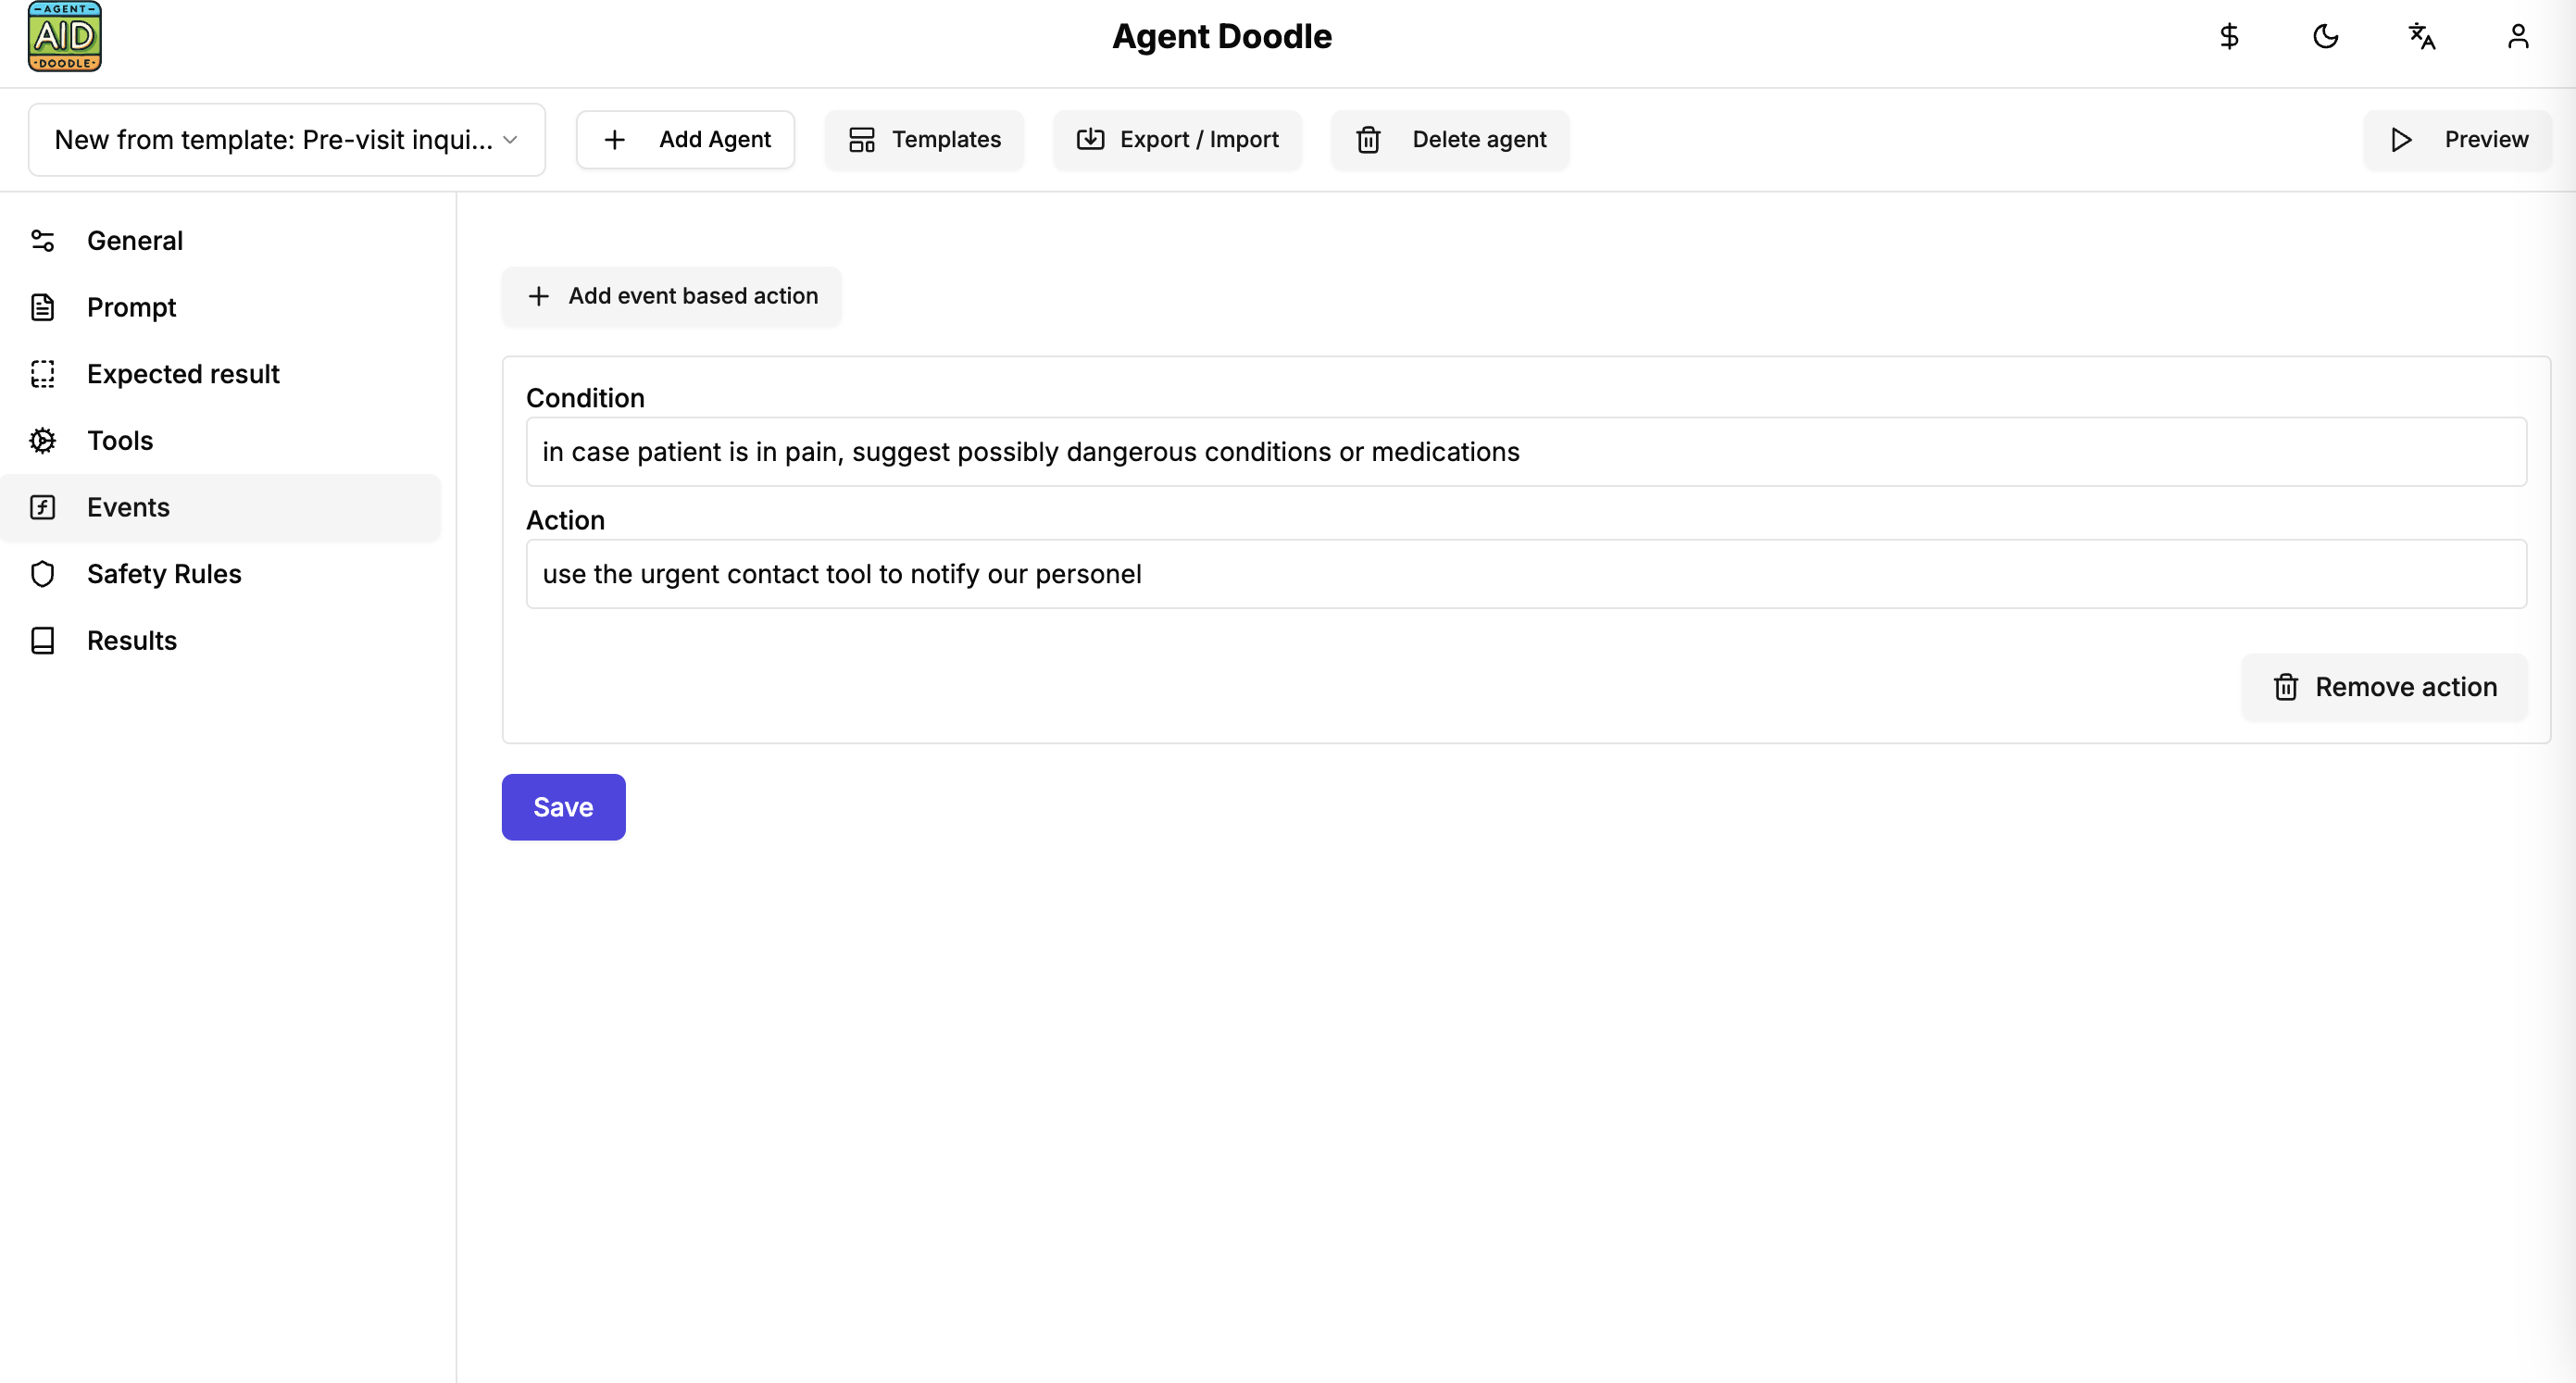 AGENT
AID
DOODLE
Agent Doodle
New from template: Pre-visit inqui...
Add Agent
Templates
Export / Import
Delete agent
Preview
General
Prompt
Expected result
Tools
Events
Safety Rules
Results
Add event based action
Condition
in case patient is in pain, suggest possibly dangerous conditions or medications
Action
use the urgent contact tool to notify our personel
Remove action
Save